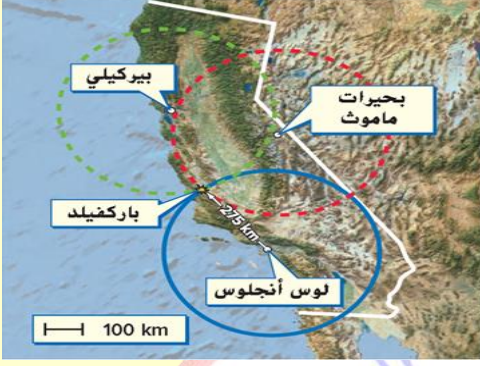 بيركيلي
بحيرات
ماموث
باركفيلد
275 km
لوس أنجلوس
100 km